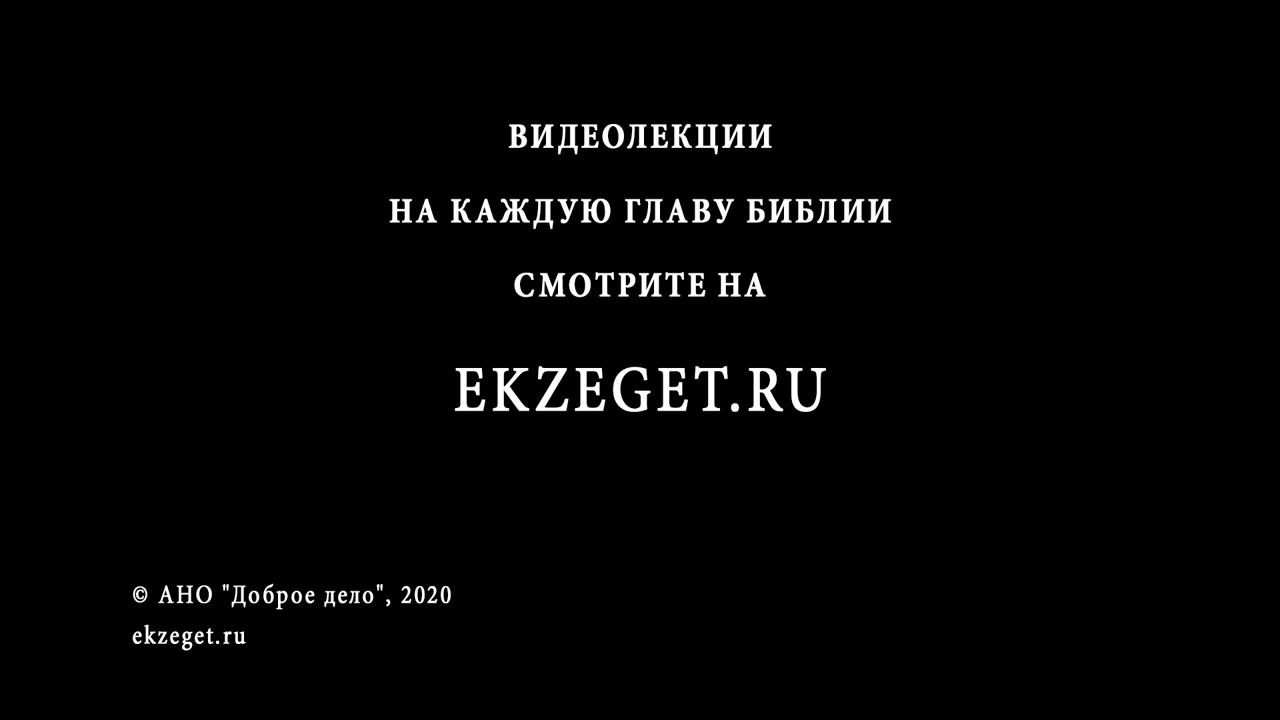 ВИДЕОЛЕКЦИИ
НА КАЖДУЮ ГЛАВУ БИБЛИИ
СМОТРИТЕ НА
EKZEGET.RU
© АНО "Доброе дело", 2020
ekzeget.ru